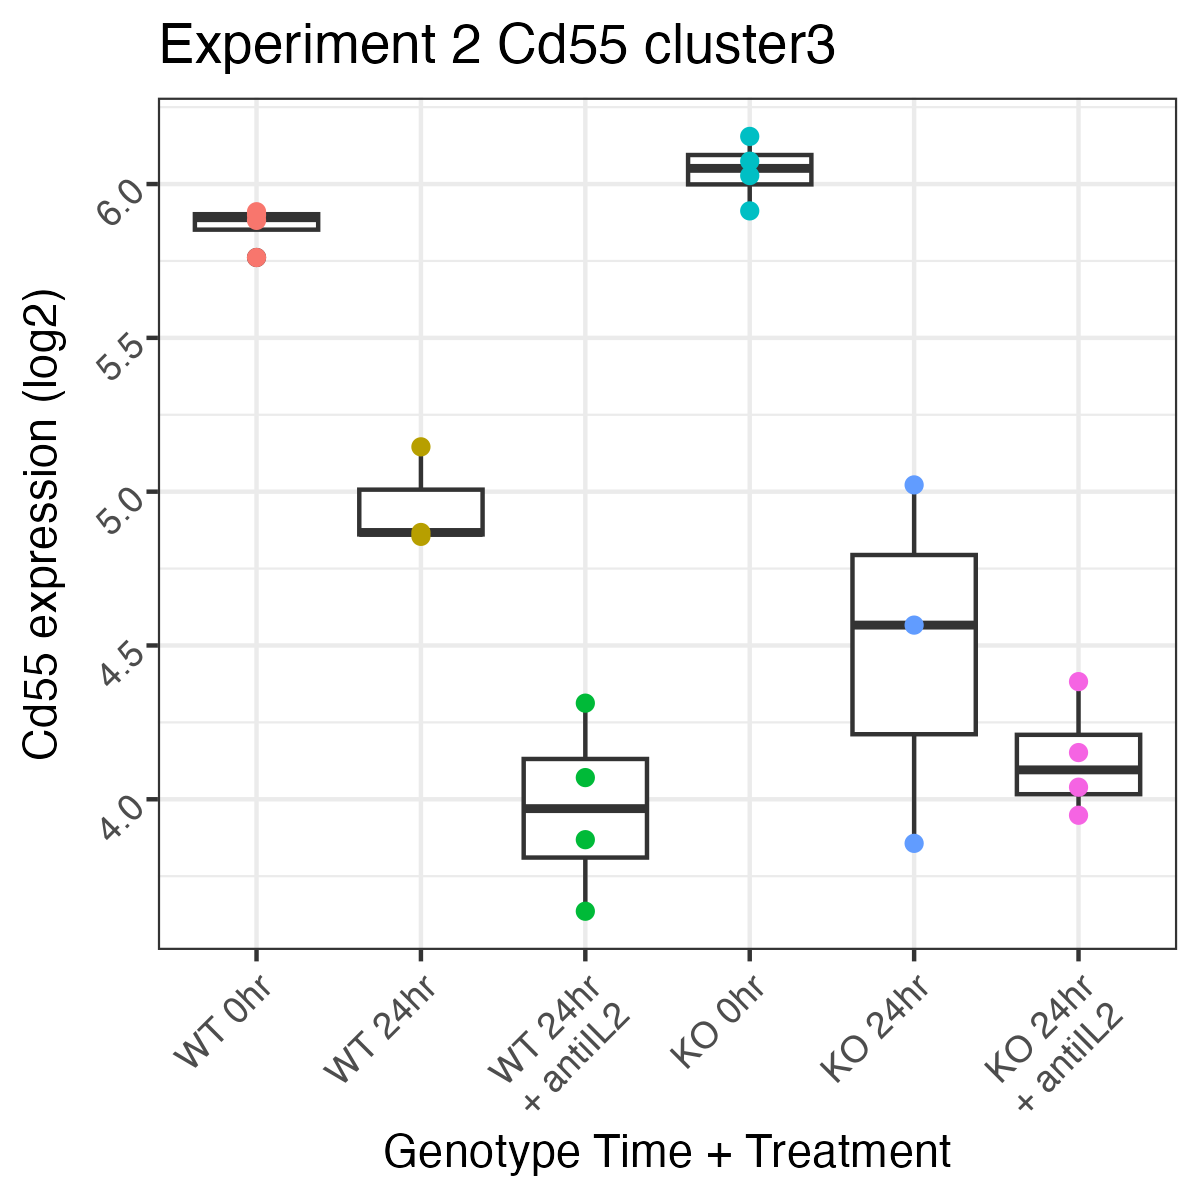 Experiment 2 Cd55 cluster3
Cd55 expression (log2)
6.0
5.5
5.0
4.5
4.0
WT 0hr
WT 24hr
WT 24hr
+ antiIL2
KO 0hr
KO 24hr
KO 24hr
+ antiIL2
Genotype Time + Treatment